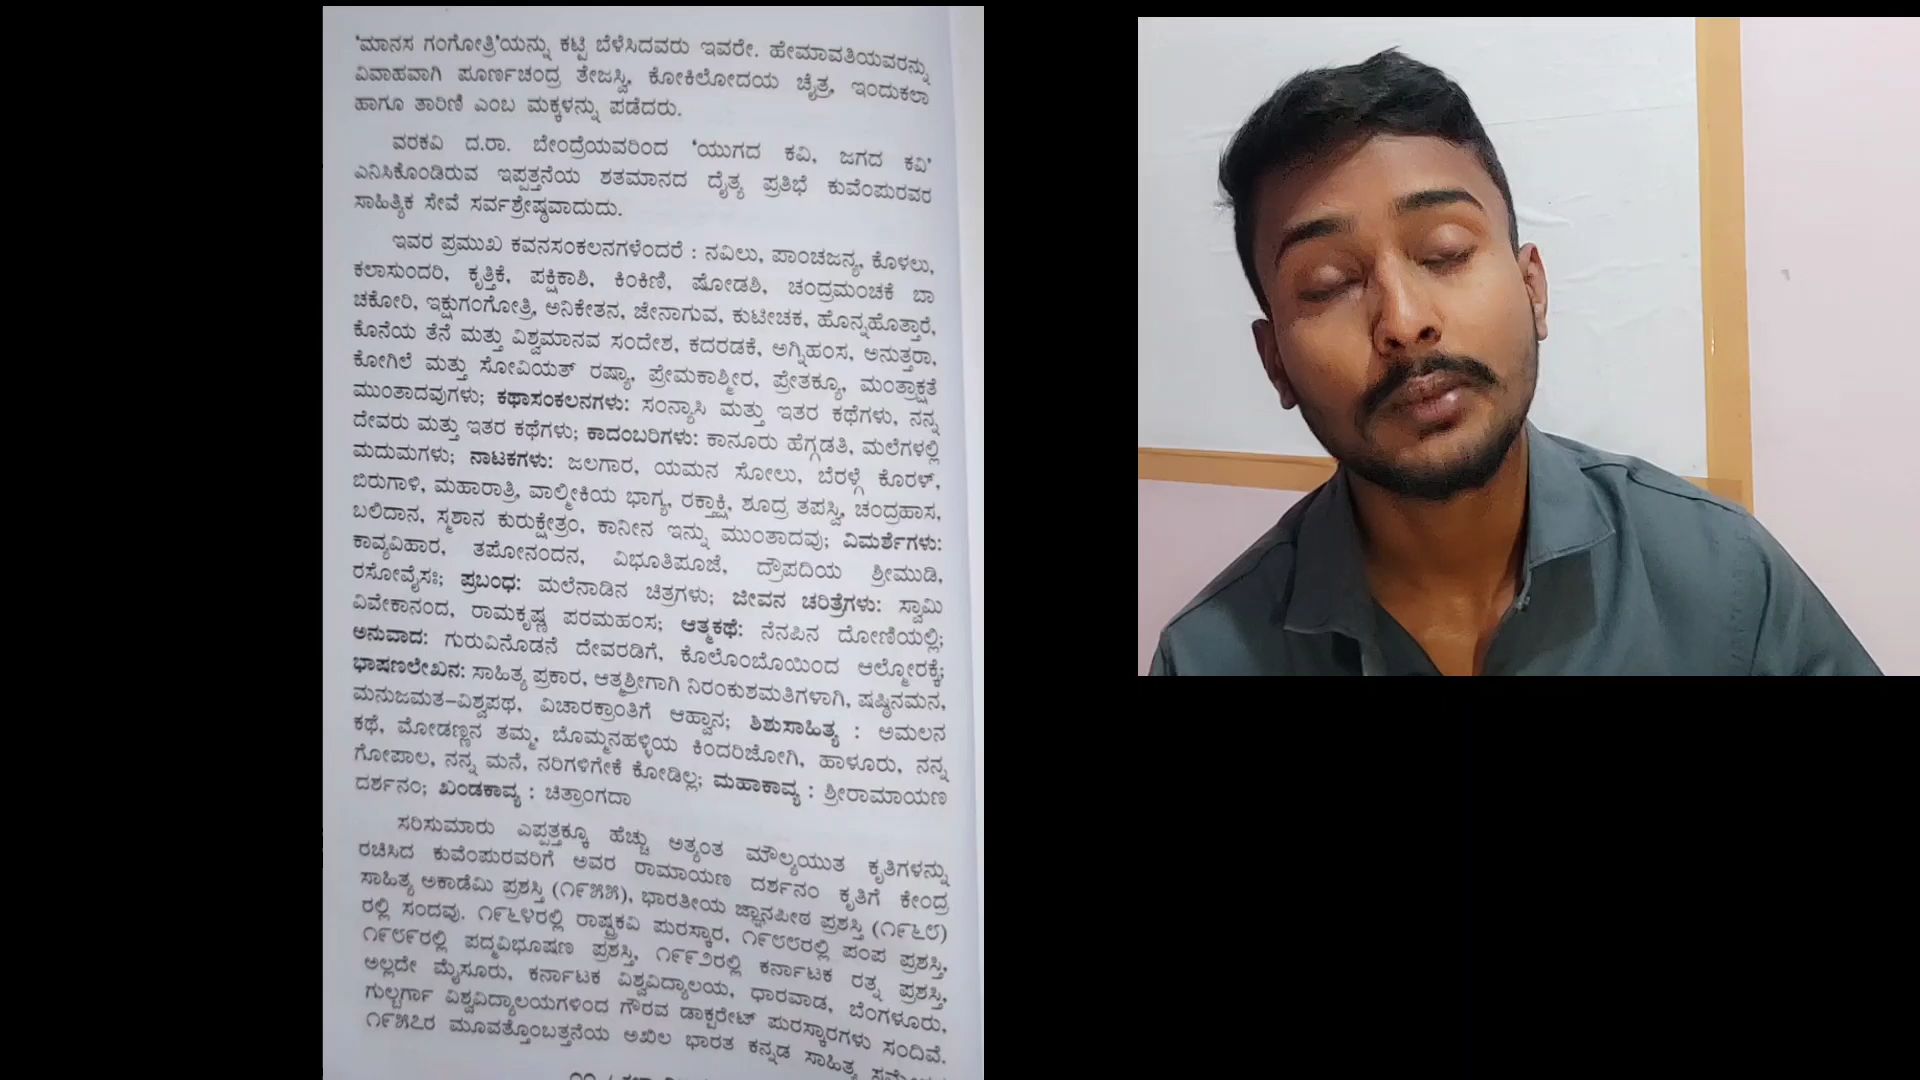 ‘ಮಾನಸ ಗಂಗೋತ್ರಿ’ಯನ್ನು ಕಟ್ಟಿ ಬೆಳೆಸಿದವರು ಇವರೇ. ಹೇಮಾವತಿಯವರನ್ನು
ವಿವಾಹವಾಗಿ ಪೂರ್ಣಚಂದ್ರ ತೇಜಸ್ವಿ, ಕೋಕಿಲೋದಯ ಚೈತ್ರ, ಇಂದುಕಲಾ
ಹಾಗೂ ತಾರಿಣಿ ಎಂಬ ಮಕ್ಕಳನ್ನು ಪಡೆದರು.
ವರಕವಿ ದ.ರಾ. ಬೇಂದ್ರೆಯವರಿಂದ ‘ಯುಗದ ಕವಿ, ಜಗದ ಕವಿ’
ಎನಿಸಿಕೊಂಡಿರುವ ಇಪ್ಪತ್ತನೆಯ ಶತಮಾನದ ದೈತ್ಯ ಪ್ರತಿಭೆ ಕುವೆಂಪುರವರ
ಸಾಹಿತ್ಯಿಕ ಸೇವೆ ಸರ್ವಶ್ರೇಷ್ಠವಾದುದು.
ಇವರ ಪ್ರಮುಖ ಕವನಸಂಕಲನಗಳೆಂದರೆ : ನವಿಲು, ಪಾಂಚಜನ್ಯ, ಕೊಳಲು,
ಕಲಾಸುಂದರಿ, ಕೃತ್ತಿಕೆ, ಪಕ್ಷಿಕಾಶಿ, ಕಿಂಕಿಣಿ, ಷೋಡಶಿ, ಚಂದ್ರಮಂಚಕೆ ಬಾ
ಚಕೋರಿ, ಇಕ್ಷುಗಂಗೋತ್ರಿ, ಅನಿಕೇತನ, ಜೇನಾಗುವ, ಕುಟೀಚಕ, ಹೊನ್ನಹೊತ್ತಾರೆ,
ಕೊನೆಯ ತೆನೆ ಮತ್ತು ವಿಶ್ವಮಾನವ ಸಂದೇಶ, ಕದರಡಕೆ, ಅಗ್ನಿಹಂಸ, ಅನುತ್ತರಾ,
ಕೋಗಿಲೆ ಮತ್ತು ಸೋವಿಯತ್ ರಷ್ಯಾ, ಪ್ರೇಮಕಾಶ್ಮೀರ, ಪ್ರೇತಕ್ಯೂ, ಮಂತ್ರಾಕ್ಷತೆ
ಮುಂತಾದವುಗಳು; ಕಥಾಸಂಕಲನಗಳು: ಸಂನ್ಯಾಸಿ ಮತ್ತು ಇತರ ಕಥೆಗಳು, ನನ್ನ
ದೇವರು ಮತ್ತು ಇತರ ಕಥೆಗಳು; ಕಾದಂಬರಿಗಳು: ಕಾನೂರು ಹೆಗ್ಗಡತಿ, ಮಲೆಗಳಲ್ಲಿ
ಮದುಮಗಳು; ನಾಟಕಗಳು: ಜಲಗಾರ, ಯಮನ ಸೋಲು, ಬೆರಳ್ಗೆ ಕೊರಳ್,
ಬಿರುಗಾಳಿ, ಮಹಾರಾತ್ರಿ, ವಾಲ್ಮೀಕಿಯ ಭಾಗ್ಯ, ರಕ್ತಾಕ್ಷಿ, ಶೂದ್ರ ತಪಸ್ವಿ, ಚಂದ್ರಹಾಸ,
ಬಲಿದಾನ, ಸ್ಮಶಾನ ಕುರುಕ್ಷೇತ್ರಂ, ಕಾನೀನ ಇನ್ನು ಮುಂತಾದವು; ವಿಮರ್ಶೆಗಳು:
ಕಾವ್ಯವಿಹಾರ, ತಪೋನಂದನ, ವಿಭೂತಿಪೂಜೆ, ದ್ರೌಪದಿಯ ಶ್ರೀಮುಡಿ,
ರಸೋವೈಸಃ; ಪ್ರಬಂಧ: ಮಲೆನಾಡಿನ ಚಿತ್ರಗಳು; ಜೀವನ ಚರಿತ್ರೆಗಳು: ಸ್ವಾಮಿ
ವಿವೇಕಾನಂದ, ರಾಮಕೃಷ್ಣ ಪರಮಹಂಸ; ಆತ್ಮಕಥೆ: ನೆನಪಿನ ದೋಣಿಯಲ್ಲಿ;
ಅನುವಾದ: ಗುರುವಿನೊಡನೆ ದೇವರಡಿಗೆ, ಕೊಲೊಂಬೊಯಿಂದ ಆಲ್ಮೋರಕ್ಕೆ;
ಭಾಷಣಲೇಖನ: ಸಾಹಿತ್ಯ ಪ್ರಕಾರ, ಆತ್ಮಶ್ರೀಗಾಗಿ ನಿರಂಕುಶಮತಿಗಳಾಗಿ, ಷಷ್ಠಿನಮನ,
ಮನುಜಮತ–ವಿಶ್ವಪಥ, ವಿಚಾರಕ್ರಾಂತಿಗೆ ಆಹ್ವಾನ; ಶಿಶುಸಾಹಿತ್ಯ : ಅಮಲನ
ಕಥೆ, ಮೋಡಣ್ಣನ ತಮ್ಮ, ಬೊಮ್ಮನಹಳ್ಳಿಯ ಕಿಂದರಿಜೋಗಿ, ಹಾಳೂರು, ನನ್ನ
ಗೋಪಾಲ, ನನ್ನ ಮನೆ, ನರಿಗಳಿಗೇಕೆ ಕೋಡಿಲ್ಲ; ಮಹಾಕಾವ್ಯ : ಶ್ರೀರಾಮಾಯಣ
ದರ್ಶನಂ; ಖಂಡಕಾವ್ಯ : ಚಿತ್ರಾಂಗದಾ
ಸರಿಸುಮಾರು ಎಪ್ಪತ್ತಕ್ಕೂ ಹೆಚ್ಚು ಅತ್ಯಂತ ಮೌಲ್ಯಯುತ ಕೃತಿಗಳನ್ನು
ರಚಿಸಿದ ಕುವೆಂಪುರವರಿಗೆ ಅವರ ರಾಮಾಯಣ ದರ್ಶನಂ ಕೃತಿಗೆ ಕೇಂದ್ರ
ಸಾಹಿತ್ಯ ಅಕಾಡೆಮಿ ಪ್ರಶಸ್ತಿ (೧೯೫೫), ಭಾರತೀಯ ಜ್ಞಾನಪೀಠ ಪ್ರಶಸ್ತಿ (೧೯೬೮)
ರಲ್ಲಿ ಸಂದವು. ೧೯೬೪ರಲ್ಲಿ ರಾಷ್ಟ್ರಕವಿ ಪುರಸ್ಕಾರ, ೧೯೮೮ರಲ್ಲಿ ಪಂಪ ಪ್ರಶಸ್ತಿ,
೧೯೮೯ರಲ್ಲಿ ಪದ್ಮವಿಭೂಷಣ ಪ್ರಶಸ್ತಿ, ೧೯೯೨ರಲ್ಲಿ ಕರ್ನಾಟಕ ರತ್ನ ಪ್ರಶಸ್ತಿ,
ಅಲ್ಲದೇ ಮೈಸೂರು, ಕರ್ನಾಟಕ ವಿಶ್ವವಿದ್ಯಾಲಯ, ಧಾರವಾಡ, ಬೆಂಗಳೂರು,
ಗುಲ್ಬರ್ಗಾ ವಿಶ್ವವಿದ್ಯಾಲಯಗಳಿಂದ ಗೌರವ ಡಾಕ್ಟರೇಟ್ ಪುರಸ್ಕಾರಗಳು ಸಂದಿವೆ.
೧೯೫೭ರ ಮೂವತ್ತೊಂಬತ್ತನೆಯ ಅಖಿಲ ಭಾರತ ಕನ್ನಡ ಸಾಹಿತ್ಯ